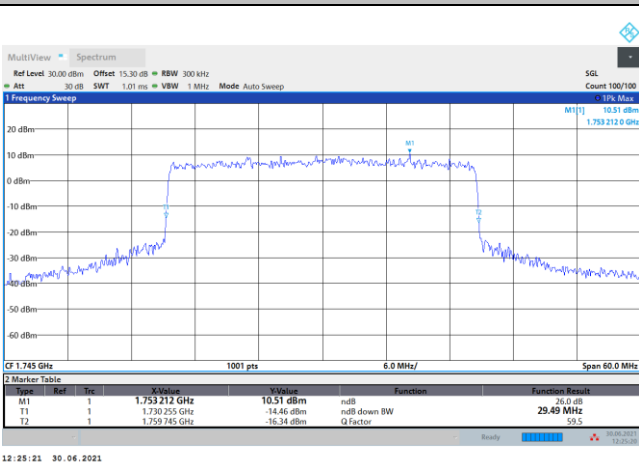 MultiView Spectrum
Ref Level 30.00 dBm Offset 15.30 dB RBW 300 kHz SGL
Att 30 dB SWT 1.01 ms VBW 1 MHz Mode Auto Sweep Count 100/100
1 Frequency Sweep 1Pk Max
M1[1] 10.51 dBm
1.753 212 0 GHz
20 dBm
M1
10 dBm
0 dBm
-10 dBm
T1
T2
-20 dBm
-30 dBm
-40 dBm
-50 dBm
-60 dBm
CF 1.745 GHz 1001 pts 6.0 MHz/ Span 60.0 MHz
2 Marker Table
Type Ref Trc X-Value Y-Value Function Function Result
M1 1 1.753 212 GHz 10.51 dBm ndB 26.0 dB
T1 1 1.730 255 GHz -14.46 dBm ndB down BW 29.49 MHz
T2 1 1.759 745 GHz -16.34 dBm Q Factor 59.5
Ready 30.06.2021
12:25:20
12:25:21 30.06.2021